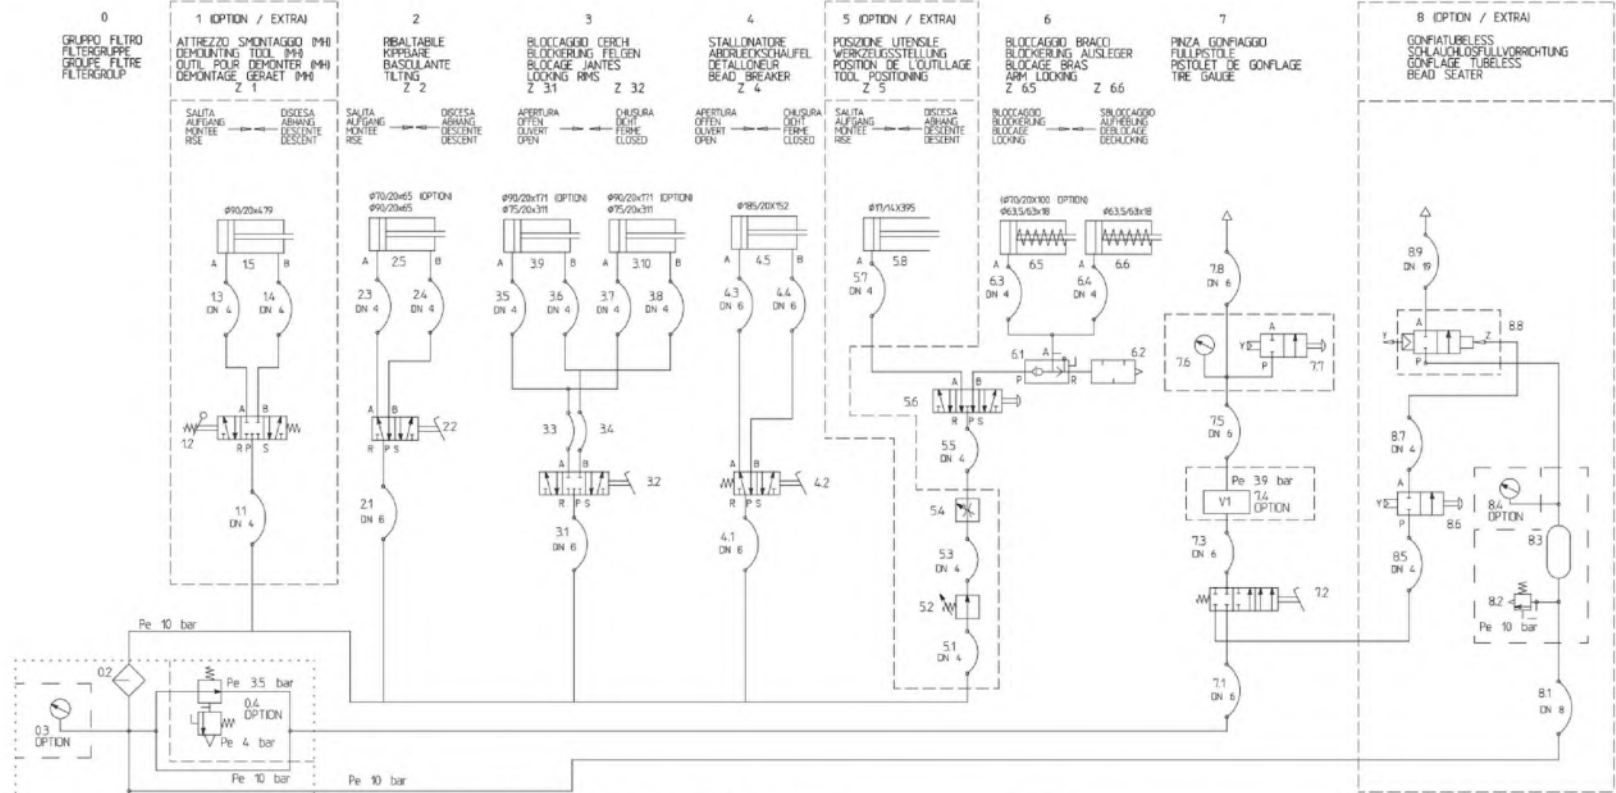 0
GRUPPO FILTRO
FILTERGRUPPE
GROUPE FILTRE
FILTERGROUP
1 (OPTION / EXTRA)
ATTREZZO SMONTAGGIO (MH)
DEMOUNTING TOOL (MH)
OUTIL POUR DEMONTER (MH)
DEMONTAGE GERAET (MH)
Z 1
2
RIBALTABILE
KIPPBARE
BASCULANTE
TILTING
Z 2
3
BLOCCAGGIO CERCHI
BLOCKIERUNG FELGEN
BLOCAGE JANTES
LOCKING RIMS
Z 3.1 Z 3.2
4
STALLONATORE
ABDRUECKSCHAUFEL
DETALLONEUR
BEAD BREAKER
Z 4
5 (OPTION / EXTRA)
POSIZIONE UTENSILE
WERKZEUGSSTELLUNG
POSITION DE L'OUTILLAGE
TOOL POSITIONING
Z 5
6
BLOCCAGGIO BRACCI
BLOCKIERUNG AUSLEGER
BLOCAGE BRAS
ARM LOCKING
Z 6.5 Z 6.6
7
PINZA GONFIAGGIO
FULLPISTOLE
PISTOLET DE GONFLAGE
TIRE GAUGE
8 (OPTION / EXTRA)
GONFIATUBELESS
SCHLAUCHLOSFULLVORRICHTUNG
GONFLAGE TUBELESS
BEAD SEATER
SALITA DISCESA
AUFGANG ABHANG
MONTEE DESCENTE
RISE DESCENT
SALITA DISCESA
AUFGANG ABHANG
MONTEE DESCENTE
RISE DESCENT
APERTURA CHIUSURA
OFFEN DICHT
OUVERT FERME
OPEN CLOSED
APERTURA CHIUSURA
OFFEN DICHT
OUVERT FERME
OPEN CLOSED
SALITA DISCESA
AUFGANG ABHANG
MONTEE DESCENTE
RISE DESCENT
BLOCCAGGIO SBLOCCAGGIO
BLOCKIERUNG AUFHEBUNG
BLOCAGE DEBLOCAGE
LOCKING DECHUCKING
Ø90/20x479
A 1.5 B
1.3 DN 4
1.4 DN 4
A B
1.2
R P S
1.1 DN 4
Ø70/20x65 (OPTION)
Ø90/20x65
A 2.5 B
2.3 DN 4
2.4 DN 4
A B
2.2
R P S
2.1 DN 6
Ø90/20x171 (OPTION)
Ø75/20x311
Ø90/20x171 (OPTION)
Ø75/20x311
A 3.9 B A 3.10 B
3.5 DN 4
3.6 DN 4
3.7 DN 4
3.8 DN 4
3.3 3.4
A B
3.2
R P S
3.1 DN 6
Ø185/20X152
A 4.5 B
4.3 DN 6
4.4 DN 6
A B
4.2
R P S
4.1 DN 6
Ø17/14X395
A 5.8
5.7 DN 4
A B
5.6
R P S
5.5 DN 4
5.4
5.3 DN 4
5.2
5.1 DN 4
(Ø70/20X100 OPTION)
Ø63.5/63x18 Ø63.5/63x18
A 6.5 A 6.6
6.3 DN 4
6.4 DN 4
6.1 A 6.2
P R
7.8 DN 6
7.6
A
Y
P 7.7
7.5 DN 6
Pe 3.9 bar
V1 7.4 OPTION
7.3 DN 6
7.2
7.1 DN 6
8.9 DN 19
8.8
A
Y Z
P
8.7 DN 4
A
Y
P 8.6
8.5 DN 4
8.4 OPTION
8.3
8.2
Pe 10 bar
8.1 DN 8
Pe 10 bar
0.2
Pe 3.5 bar
0.4 OPTION
Pe 4 bar
0.3 OPTION
Pe 10 bar
Pe 10 bar